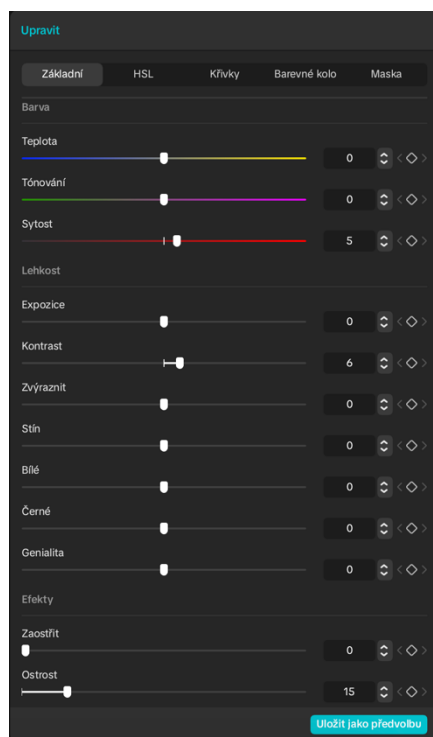 Upravit
Základní HSL Křivky Barevné kolo Maska
Barva
Teplota
0
Tónování
0
Sytost
5
Lehkost
Expozice
0
Kontrast
6
Zvýraznit
0
Stín
0
Bílé
0
Černé
0
Genialita
0
Efekty
Zaostřit
0
Ostrost
15
Uložit jako předvolbu